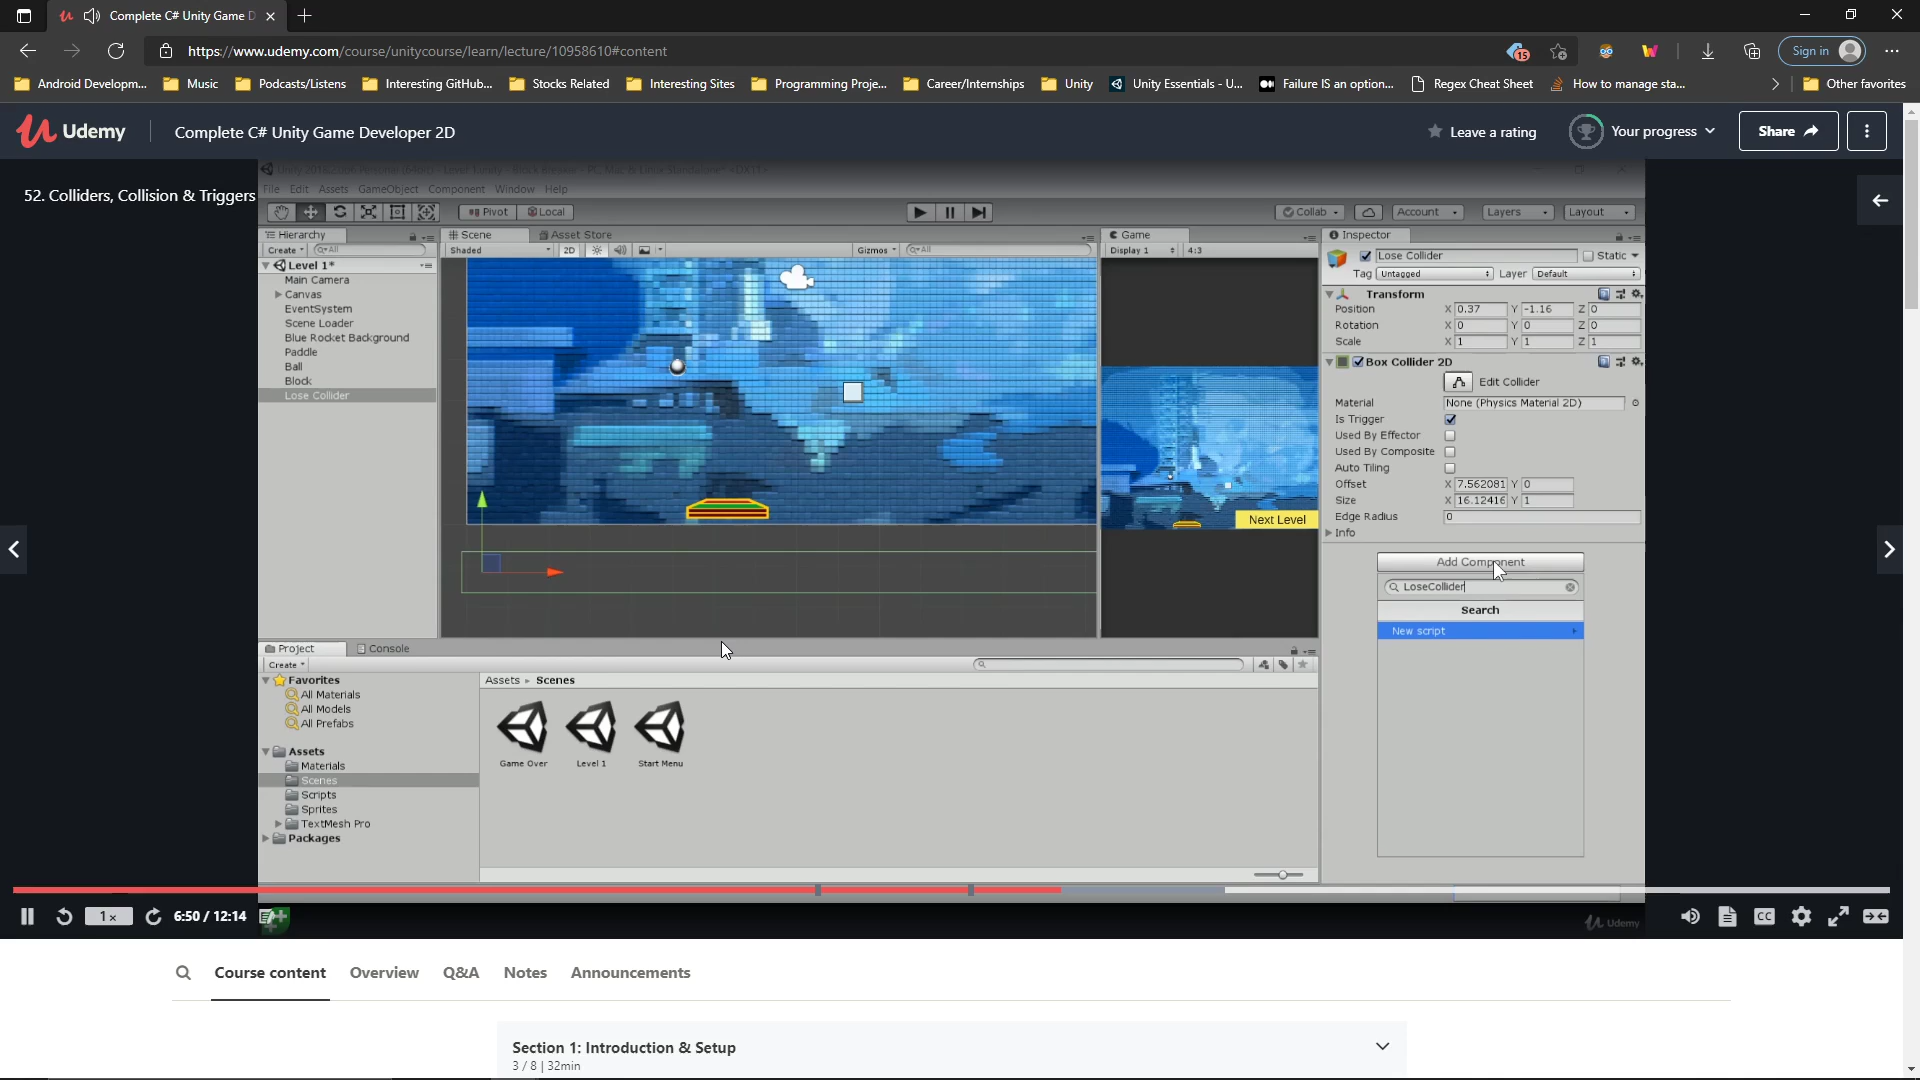 Complete C# Unity Game D
https://www.udemy.com/course/unitycourse/learn/lecture/10958610#content
15
Sign in
Android Developm...
Music
Podcasts/Listens
Interesting GitHub...
Stocks Related
Interesting Sites
Programming Proje...
Career/Internships
Unity
Unity Essentials - U...
Failure IS an option...
Regex Cheat Sheet
How to manage sta...
Other favorites
Udemy
Complete C# Unity Game Developer 2D
Leave a rating
Your progress
Share
52. Colliders, Collision & Triggers
File Edit Assets GameObject Component Window Help
Pivot
Local
Collab
Account
Layers
Layout
Hierarchy
Create
All
Level 1*
Main Camera
Canvas
EventSystem
Scene Loader
Blue Rocket Background
Paddle
Ball
Block
Lose Collider
Scene
Asset Store
Shaded
2D
Gizmos
All
Game
Display 1
4:3
Next Level
Inspector
Lose Collider
Static
Tag Untagged
Layer Default
Transform
Position X 0.37 Y -1.16 Z 0
Rotation X 0 Y 0 Z 0
Scale X 1 Y 1 Z 1
Box Collider 2D
Edit Collider
Material None (Physics Material 2D)
Is Trigger
Used By Effector
Used By Composite
Auto Tiling
Offset X 7.562081 Y 0
Size X 16.12416 Y 1
Edge Radius 0
Info
Add Component
LoseCollider
Search
New script
Project
Console
Create
Favorites
All Materials
All Models
All Prefabs
Assets
Materials
Scenes
Scripts
Sprites
TextMesh Pro
Packages
Assets Scenes
Game Over
Level 1
Start Menu
1x
6:50 / 12:14
CC
Udemy
Course content
Overview
Q&A
Notes
Announcements
Section 1: Introduction & Setup
3 / 8 | 32min